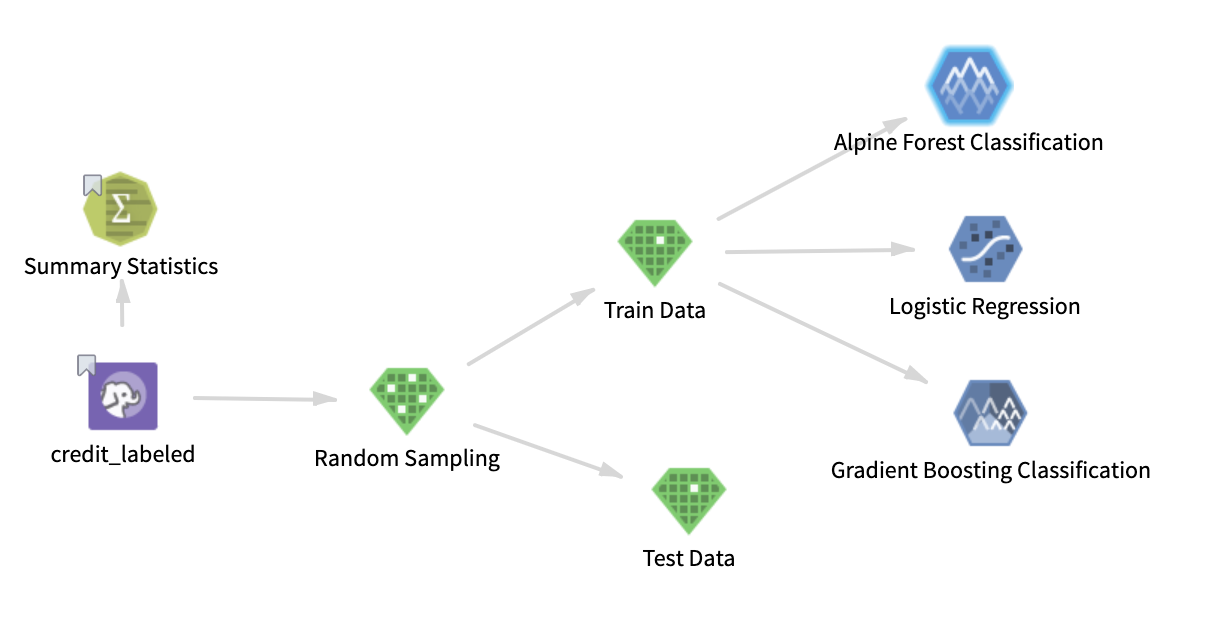 Alpine Forest Classification
Summary Statistics
Σ
Train Data
Logistic Regression
credit_labeled
Random Sampling
Gradient Boosting Classification
Test Data